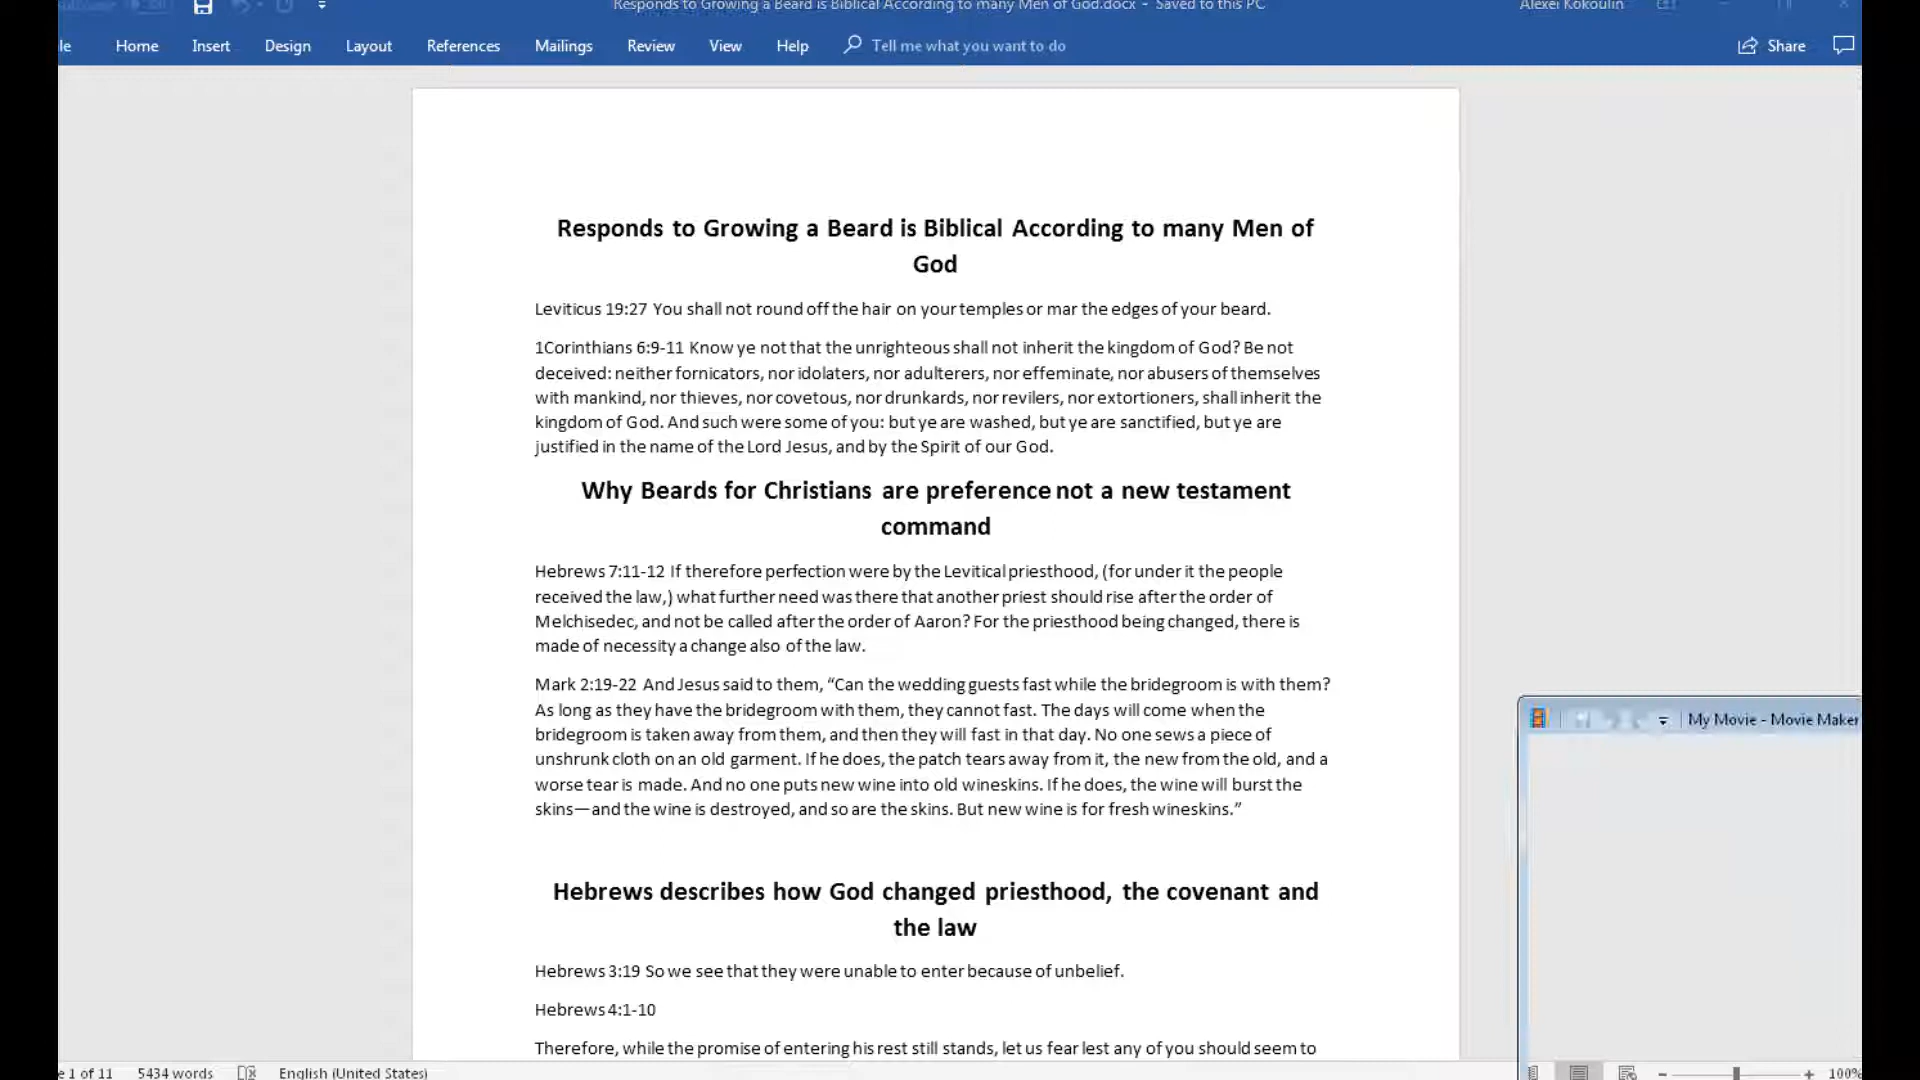 Responds to Growing a Beard is Biblical According to many Men of God.docx - Saved to this PC
Alexei Kokoulin
le Home Insert Design Layout References Mailings Review View Help Tell me what you want to do Share
Responds to Growing a Beard is Biblical According to many Men of
God
Leviticus 19:27 You shall not round off the hair on your temples or mar the edges of your beard.
1Corinthians 6:9-11 Know ye not that the unrighteous shall not inherit the kingdom of God? Be not
deceived: neither fornicators, nor idolaters, nor adulterers, nor effeminate, nor abusers of themselves
with mankind, nor thieves, nor covetous, nor drunkards, nor revilers, nor extortioners, shall inherit the
kingdom of God. And such were some of you: but ye are washed, but ye are sanctified, but ye are
justified in the name of the Lord Jesus, and by the Spirit of our God.
Why Beards for Christians are preference not a new testament
command
Hebrews 7:11-12 If therefore perfection were by the Levitical priesthood, (for under it the people
received the law,) what further need was there that another priest should rise after the order of
Melchisedec, and not be called after the order of Aaron? For the priesthood being changed, there is
made of necessity a change also of the law.
Mark 2:19-22 And Jesus said to them, “Can the wedding guests fast while the bridegroom is with them?
As long as they have the bridegroom with them, they cannot fast. The days will come when the
bridegroom is taken away from them, and then they will fast in that day. No one sews a piece of
unshrunk cloth on an old garment. If he does, the patch tears away from it, the new from the old, and a
worse tear is made. And no one puts new wine into old wineskins. If he does, the wine will burst the
skins—and the wine is destroyed, and so are the skins. But new wine is for fresh wineskins.”
My Movie - Movie Maker
Hebrews describes how God changed priesthood, the covenant and
the law
Hebrews 3:19 So we see that they were unable to enter because of unbelief.
Hebrews 4:1-10
Therefore, while the promise of entering his rest still stands, let us fear lest any of you should seem to
e 1 of 11 5434 words English (United States) 100%